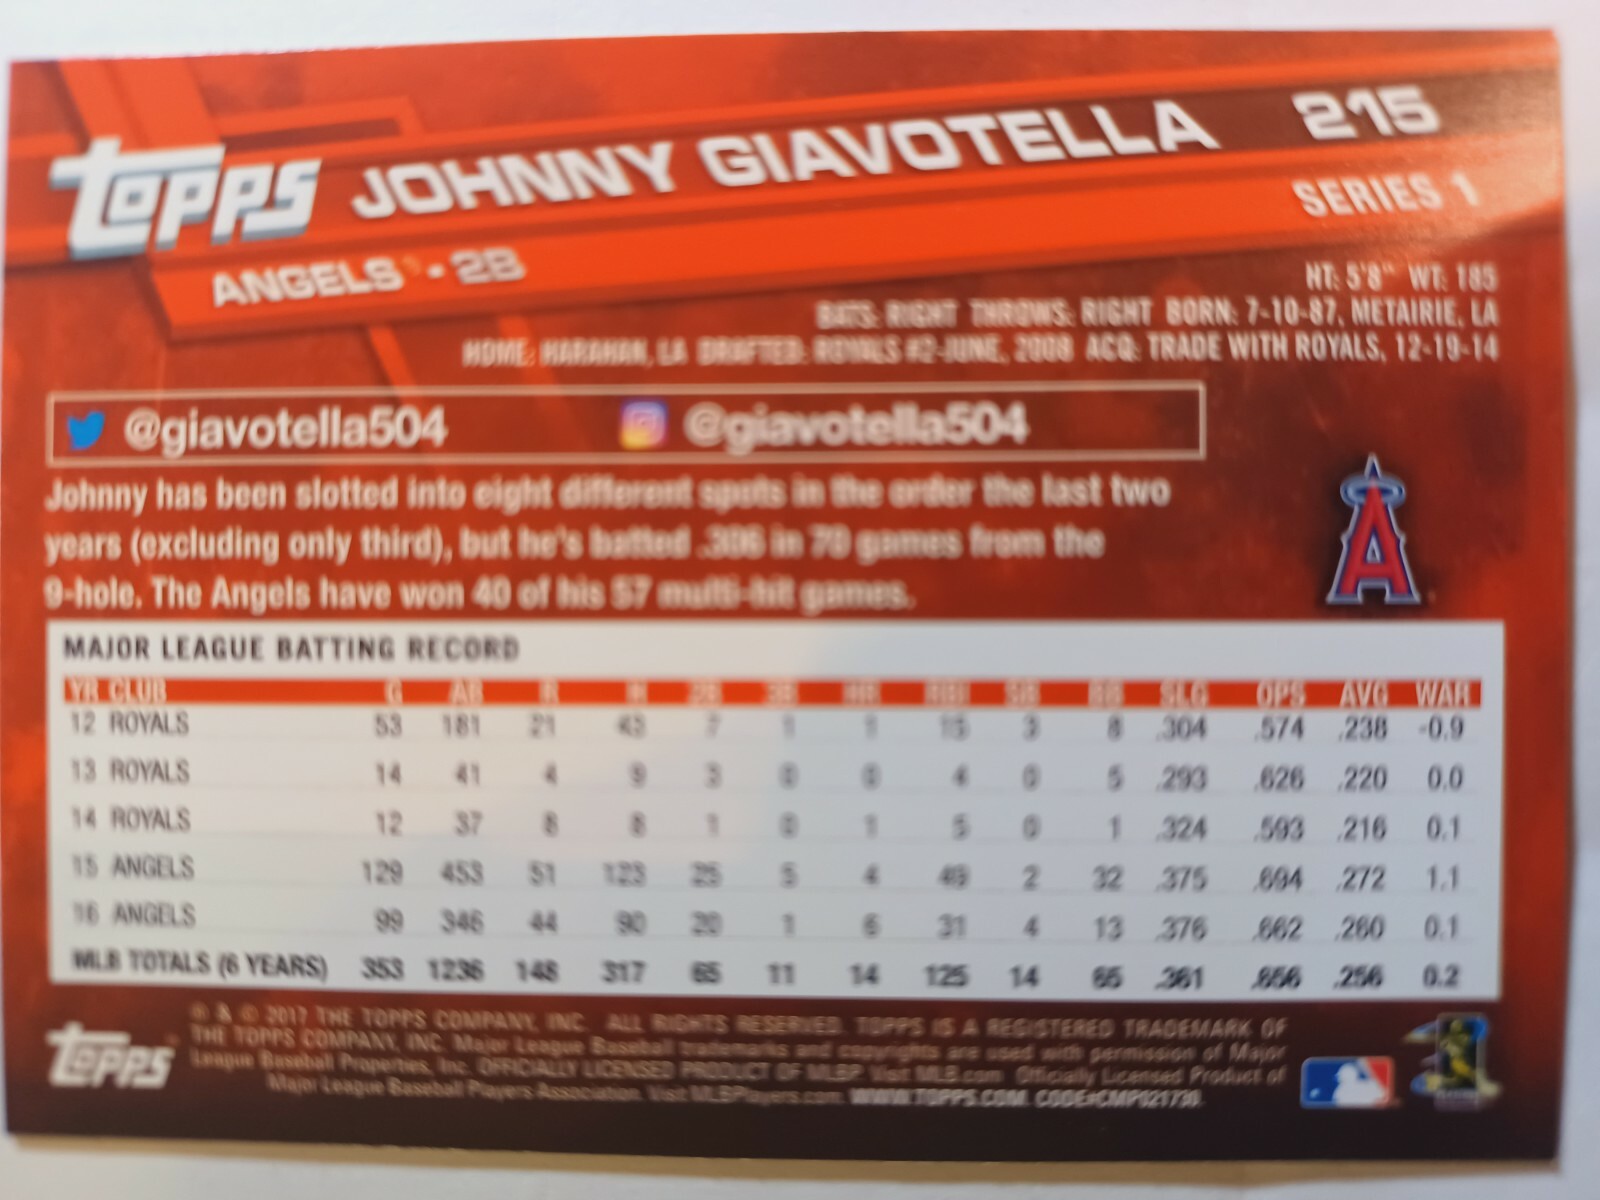 TOPPS JOHNNY GIAVOTELLA 215
SERIES 1
ANGELS - 2B
HT: 5'8" WT: 185
BATS: RIGHT THROWS: RIGHT BORN: 7-10-87, METAIRIE, LA
HOME: HARAHAN, LA DRAFTED: ROYALS #2-JUNE, 2008 ACQ: TRADE WITH ROYALS, 12-19-14
@giavotella504 @giavotella504
Johnny has been slotted into eight different spots in the order the last two
years (excluding only third), but he's batted .306 in 70 games from the
9-hole. The Angels have won 40 of his 57 multi-hit games.
A
MAJOR LEAGUE BATTING RECORD
YR CLUB G AB R H 2B 3B HR RBI SB BB SLG OPS AVG WAR
12 ROYALS 53 181 21 43 7 1 1 15 3 8 .304 .574 .238 -0.9
13 ROYALS 14 41 4 9 3 0 0 4 0 5 .293 .626 .220 0.0
14 ROYALS 12 37 8 8 1 0 1 5 0 1 .324 .593 .216 0.1
15 ANGELS 129 453 51 123 25 5 4 49 2 32 .375 .694 .272 1.1
16 ANGELS 99 346 44 90 20 1 6 31 4 13 .376 .662 .260 0.1
MLB TOTALS (6 YEARS) 353 1236 148 317 65 11 14 125 14 65 .361 .656 .256 0.2
® & © 2017 THE TOPPS COMPANY, INC. ALL RIGHTS RESERVED. TOPPS IS A REGISTERED TRADEMARK OF
THE TOPPS COMPANY, INC. Major League Baseball trademarks and copyrights are used with permission of Major
League Baseball Properties, Inc. OFFICIALLY LICENSED PRODUCT OF MLBP Visit MLB.com Officially Licensed Product of
Major League Baseball Players Association. Visit MLBPlayers.com. WWW.TOPPS.COM. CODE#CMP021730.
TOPPS